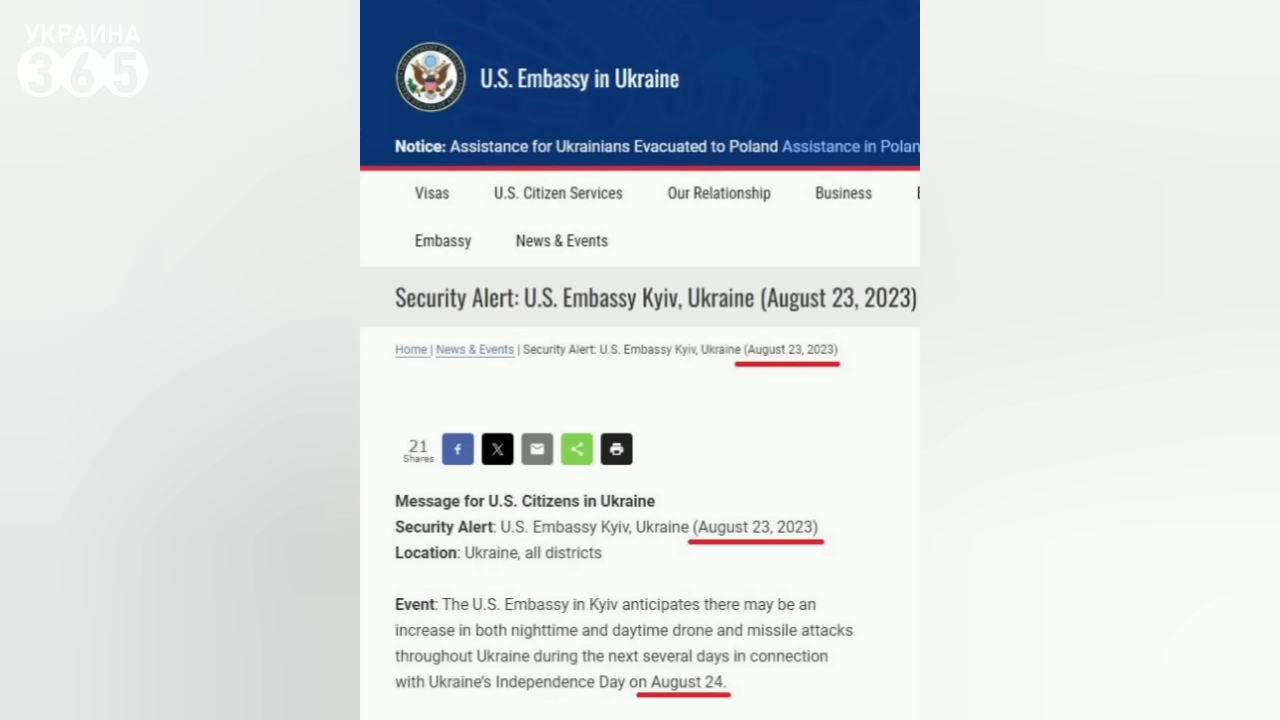 УКРАИНА
365
U.S. Embassy in Ukraine
Notice: Assistance for Ukrainians Evacuated to Poland Assistance in Polan
Visas U.S. Citizen Services Our Relationship Business
Embassy News & Events
Security Alert: U.S. Embassy Kyiv, Ukraine (August 23, 2023)
Home | News & Events | Security Alert: U.S. Embassy Kyiv, Ukraine (August 23, 2023)
21
Shares
Message for U.S. Citizens in Ukraine
Security Alert: U.S. Embassy Kyiv, Ukraine (August 23, 2023)
Location: Ukraine, all districts
Event: The U.S. Embassy in Kyiv anticipates there may be an
increase in both nighttime and daytime drone and missile attacks
throughout Ukraine during the next several days in connection
with Ukraine's Independence Day on August 24.